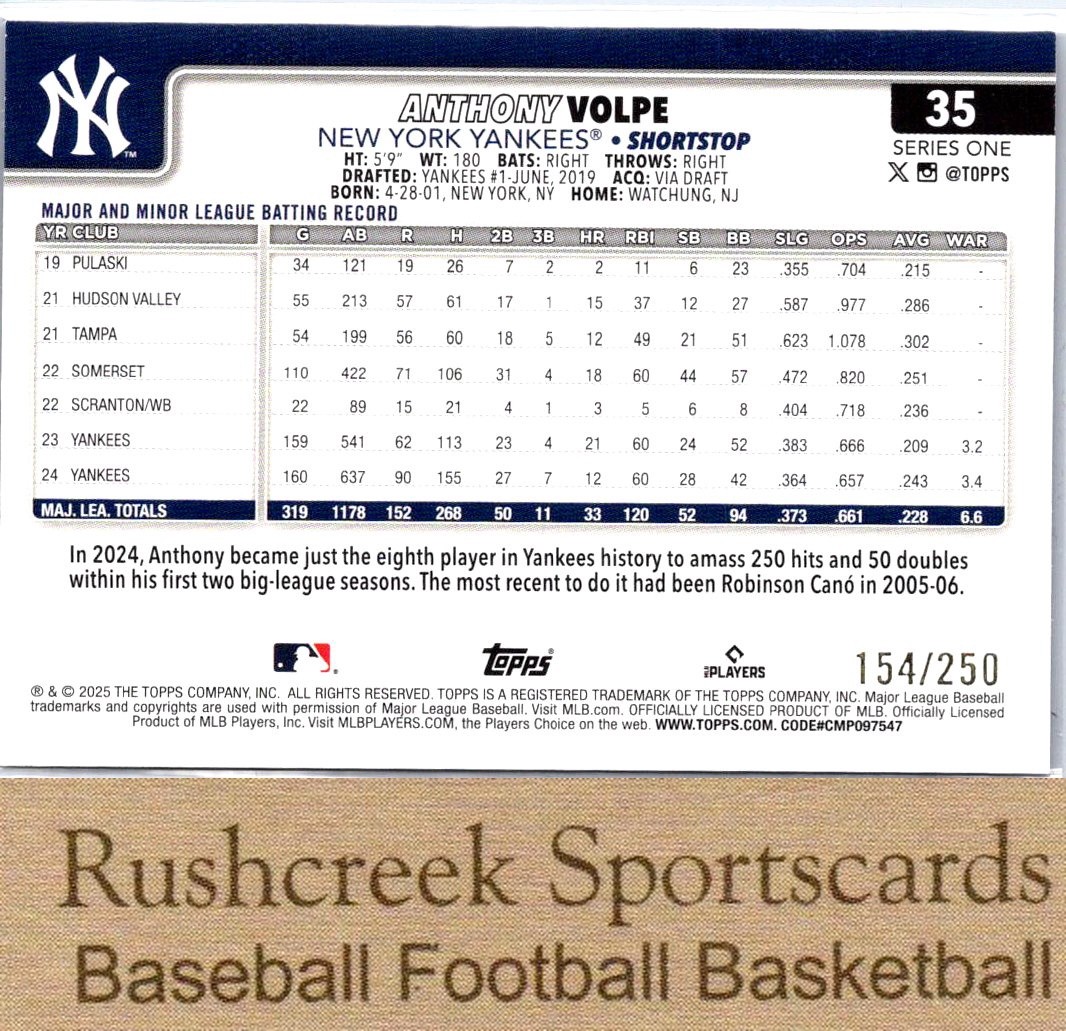 NY
TM
ANTHONY VOLPE
35
NEW YORK YANKEES® • SHORTSTOP
SERIES ONE
HT: 5'9" WT: 180 BATS: RIGHT THROWS: RIGHT
DRAFTED: YANKEES #1-JUNE, 2019 ACQ: VIA DRAFT
@TOPPS
BORN: 4-28-01, NEW YORK, NY HOME: WATCHUNG, NJ
MAJOR AND MINOR LEAGUE BATTING RECORD
YR CLUB G AB R H 2B 3B HR RBI SB BB SLG OPS AVG WAR
19 PULASKI 34 121 19 26 7 2 2 11 6 23 .355 .704 .215 -
21 HUDSON VALLEY 55 213 57 61 17 1 15 37 12 27 .587 .977 .286 -
21 TAMPA 54 199 56 60 18 5 12 49 21 51 .623 1.078 .302 -
22 SOMERSET 110 422 71 106 31 4 18 60 44 57 .472 .820 .251 -
22 SCRANTON/WB 22 89 15 21 4 1 3 5 6 8 .404 .718 .236 -
23 YANKEES 159 541 62 113 23 4 21 60 24 52 .383 .666 .209 3.2
24 YANKEES 160 637 90 155 27 7 12 60 28 42 .364 .657 .243 3.4
MAJ. LEA. TOTALS 319 1178 152 268 50 11 33 120 52 94 .373 .661 .228 6.6
In 2024, Anthony became just the eighth player in Yankees history to amass 250 hits and 50 doubles
within his first two big-league seasons. The most recent to do it had been Robinson Canó in 2005-06.
Topps® PLAYERS 154/250
® & © 2025 THE TOPPS COMPANY, INC. ALL RIGHTS RESERVED. TOPPS IS A REGISTERED TRADEMARK OF THE TOPPS COMPANY, INC. Major League Baseball
trademarks and copyrights are used with permission of Major League Baseball. Visit MLB.com. OFFICIALLY LICENSED PRODUCT OF MLB. Officially Licensed
Product of MLB Players, Inc. Visit MLBPLAYERS.COM, the Players Choice on the web. WWW.TOPPS.COM. CODE#CMP097547
Rushcreek Sportscards
Baseball Football Basketball